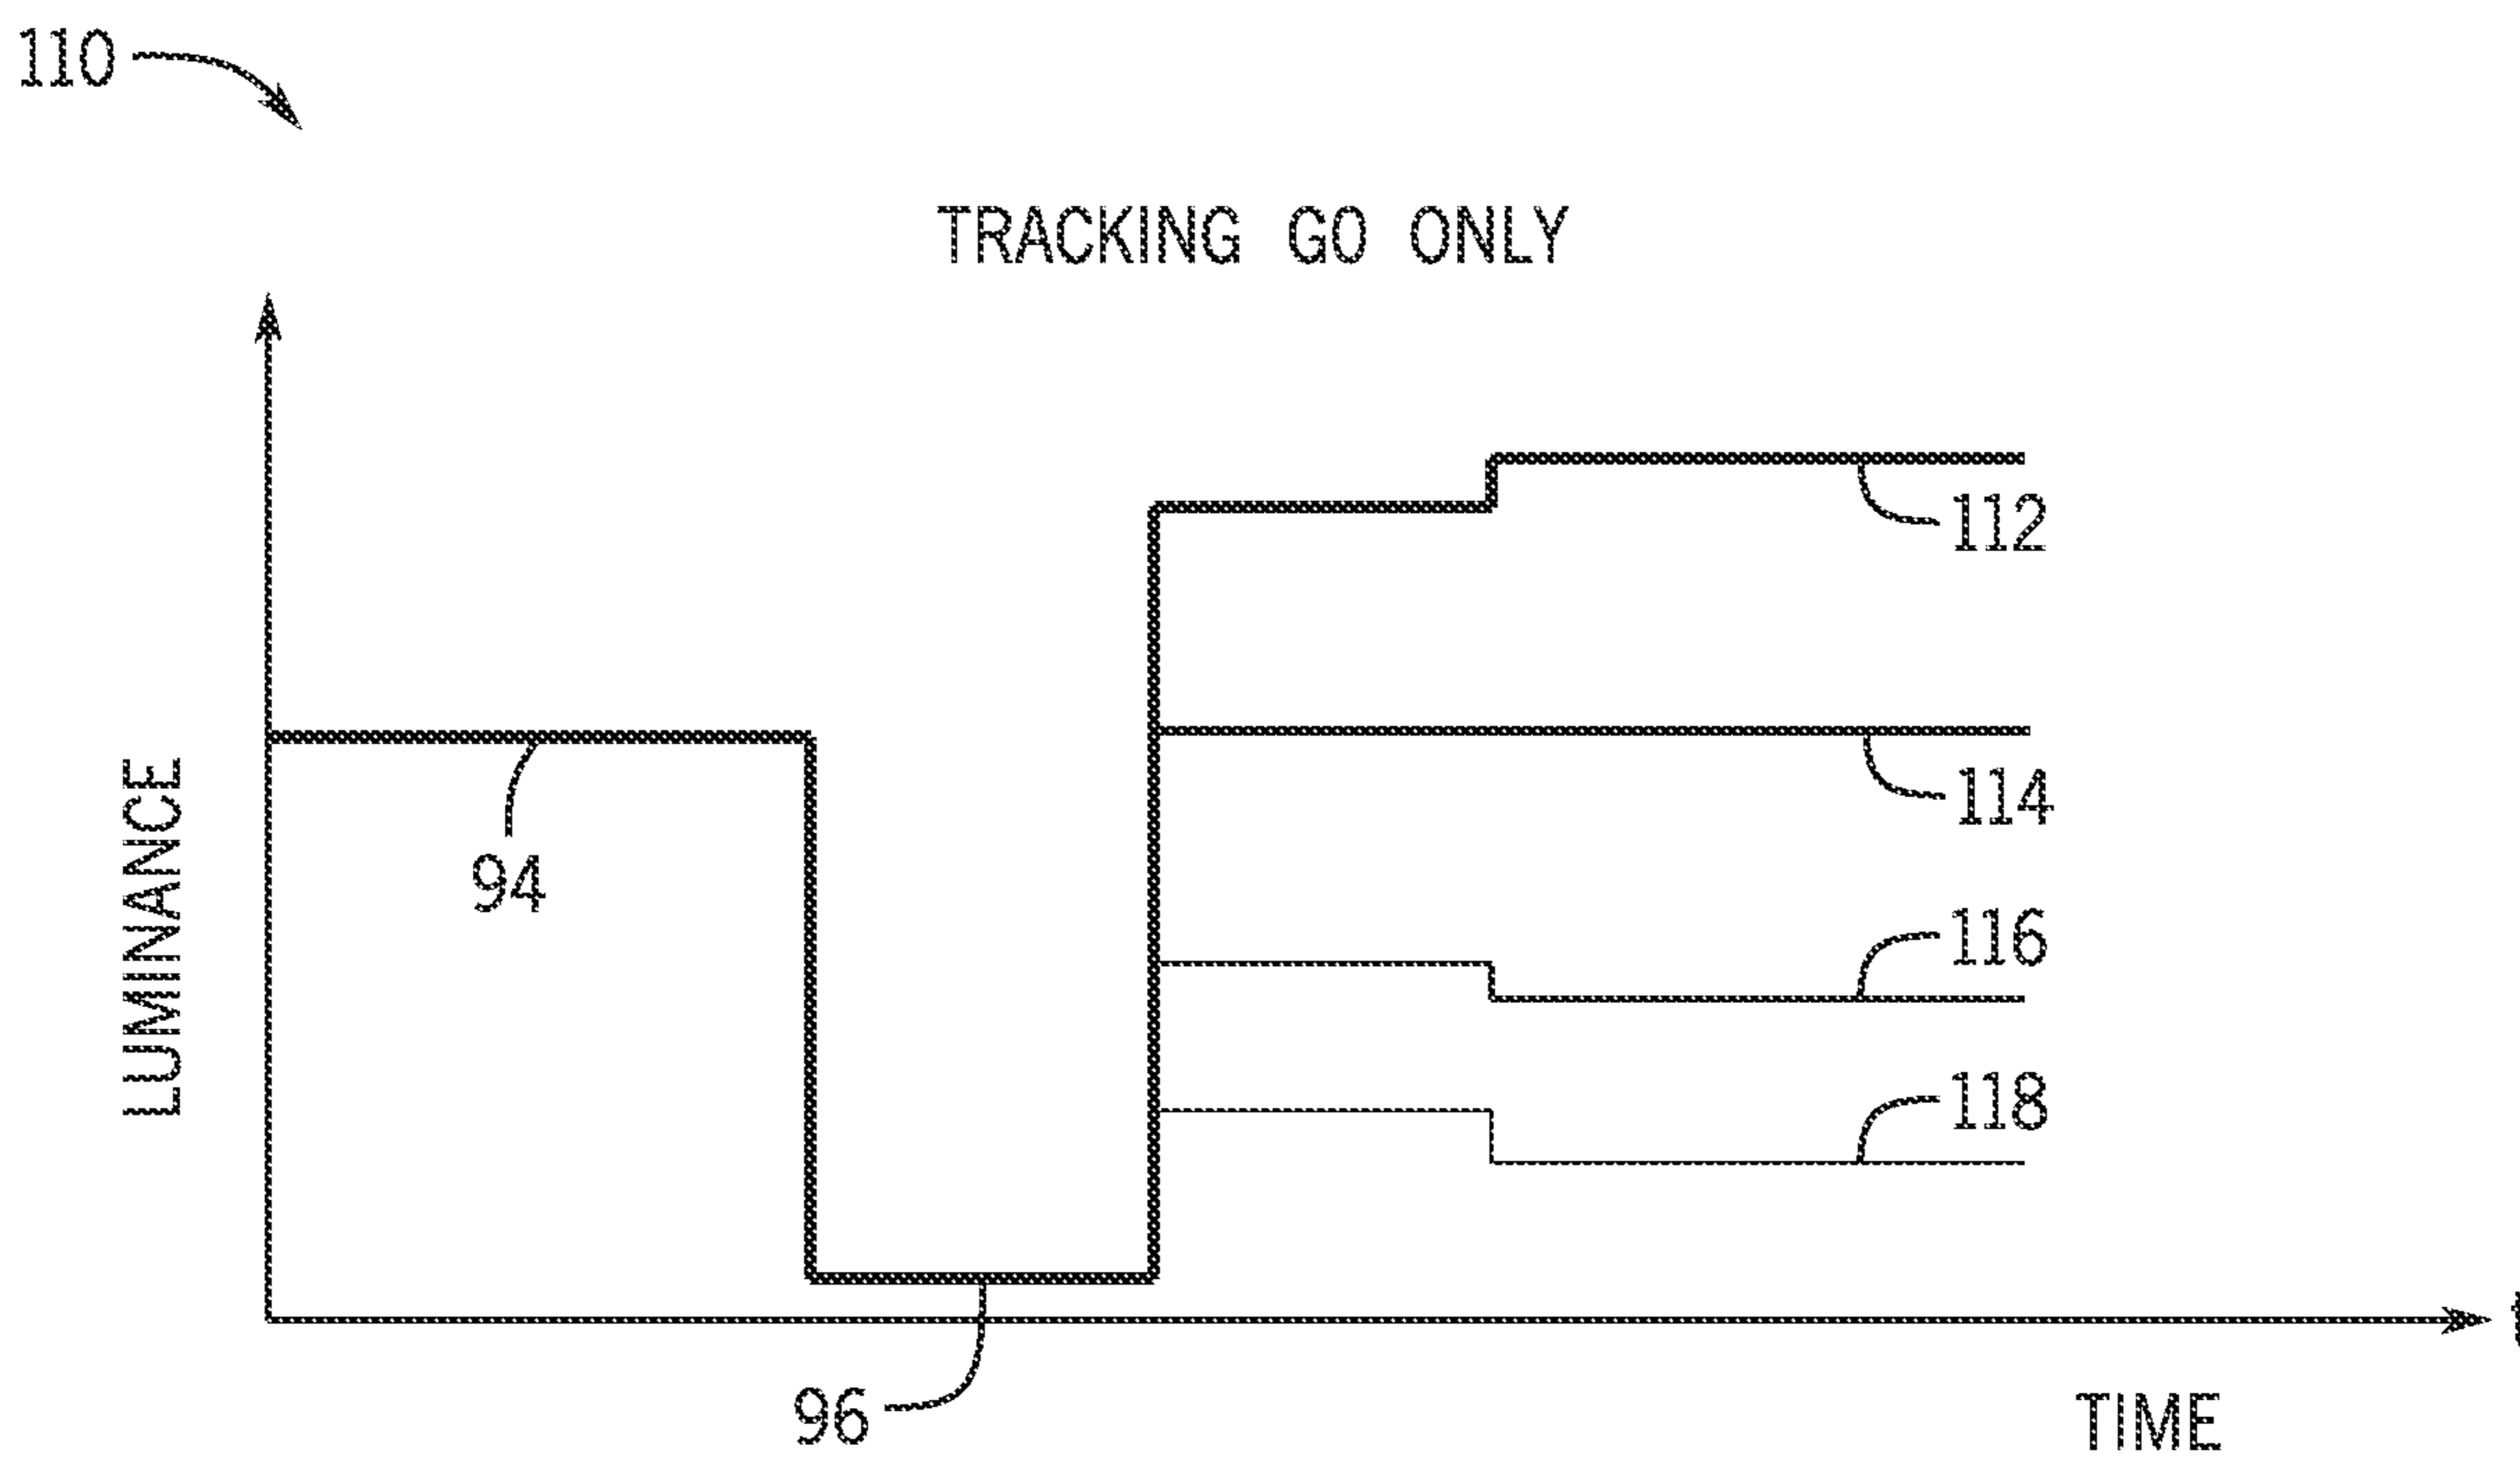 110
TRACKING GO ONLY
112
114
94
LUMINANCE
116
118
t
96
TIME